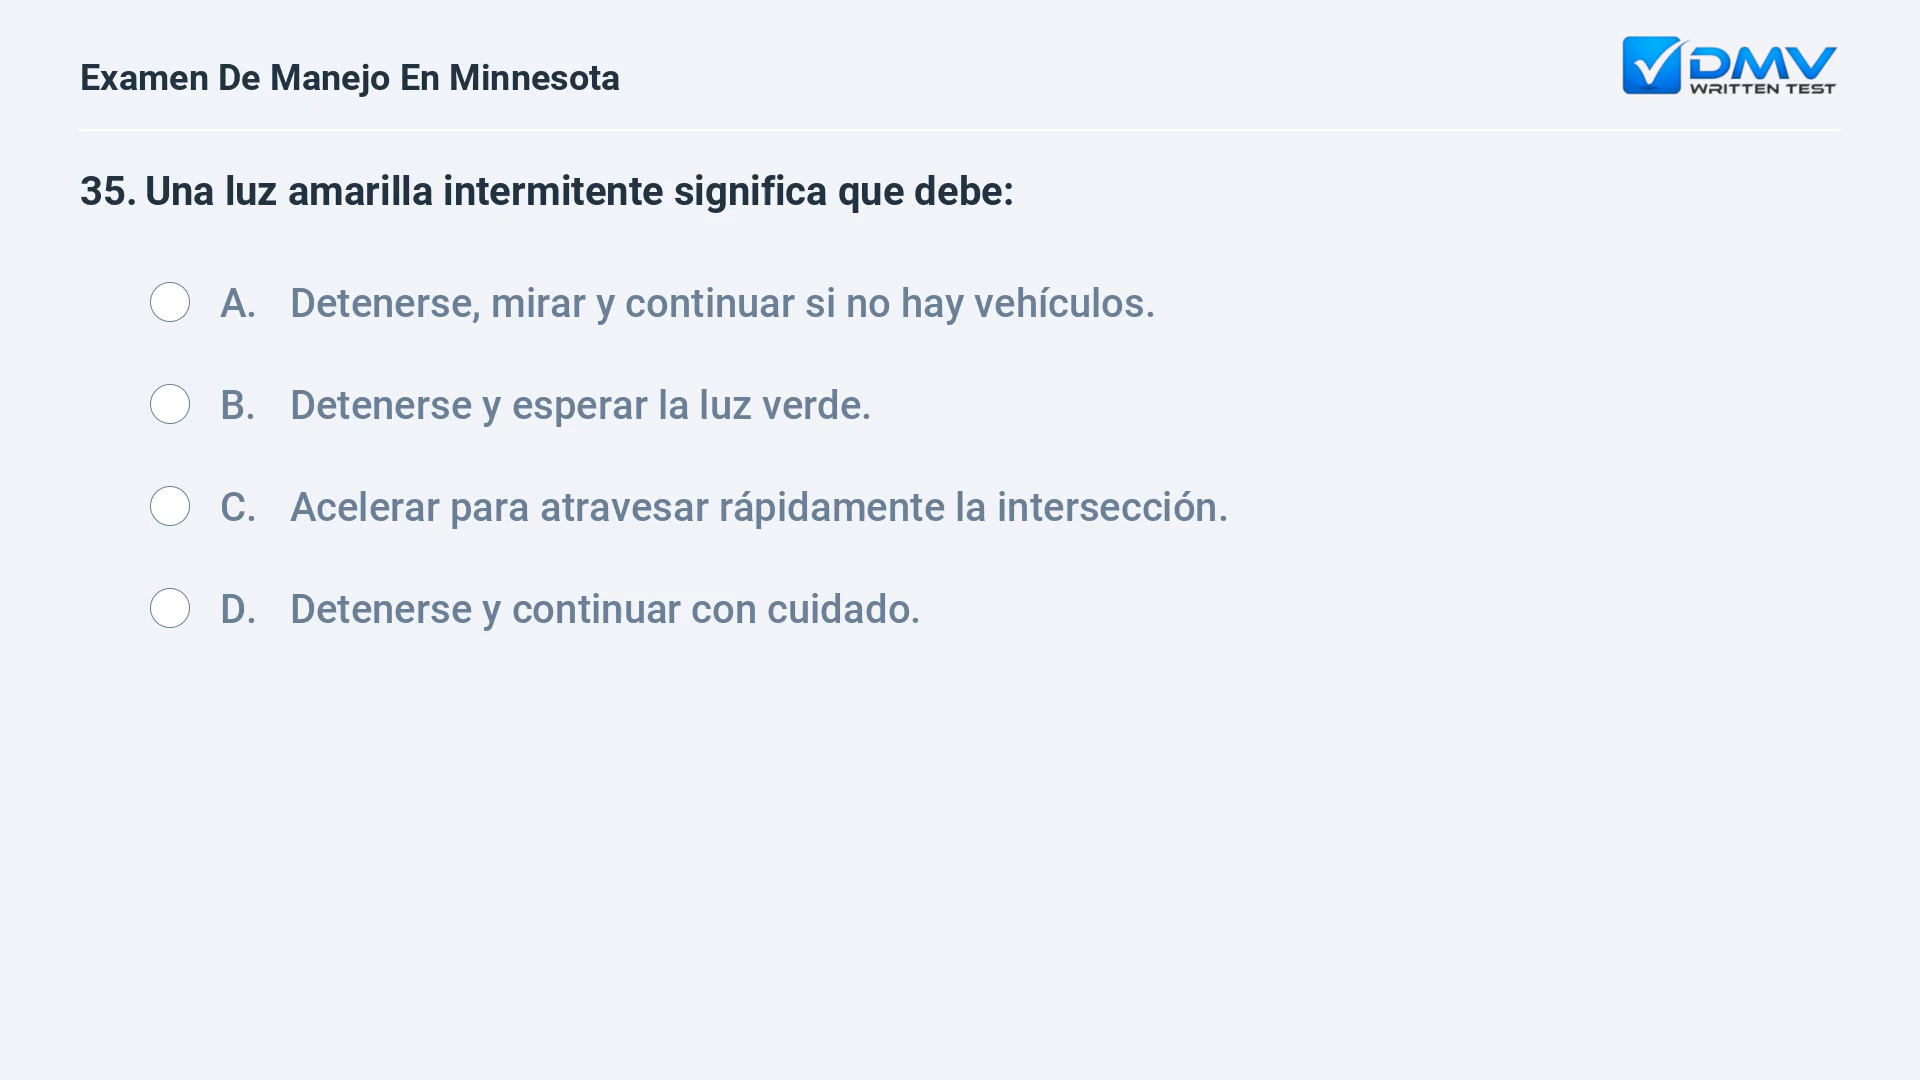 Examen De Manejo En Minnesota
DMV
WRITTEN TEST
35. Una luz amarilla intermitente significa que debe:
A. Detenerse, mirar y continuar si no hay vehículos.
B. Detenerse y esperar la luz verde.
C. Acelerar para atravesar rápidamente la intersección.
D. Detenerse y continuar con cuidado.